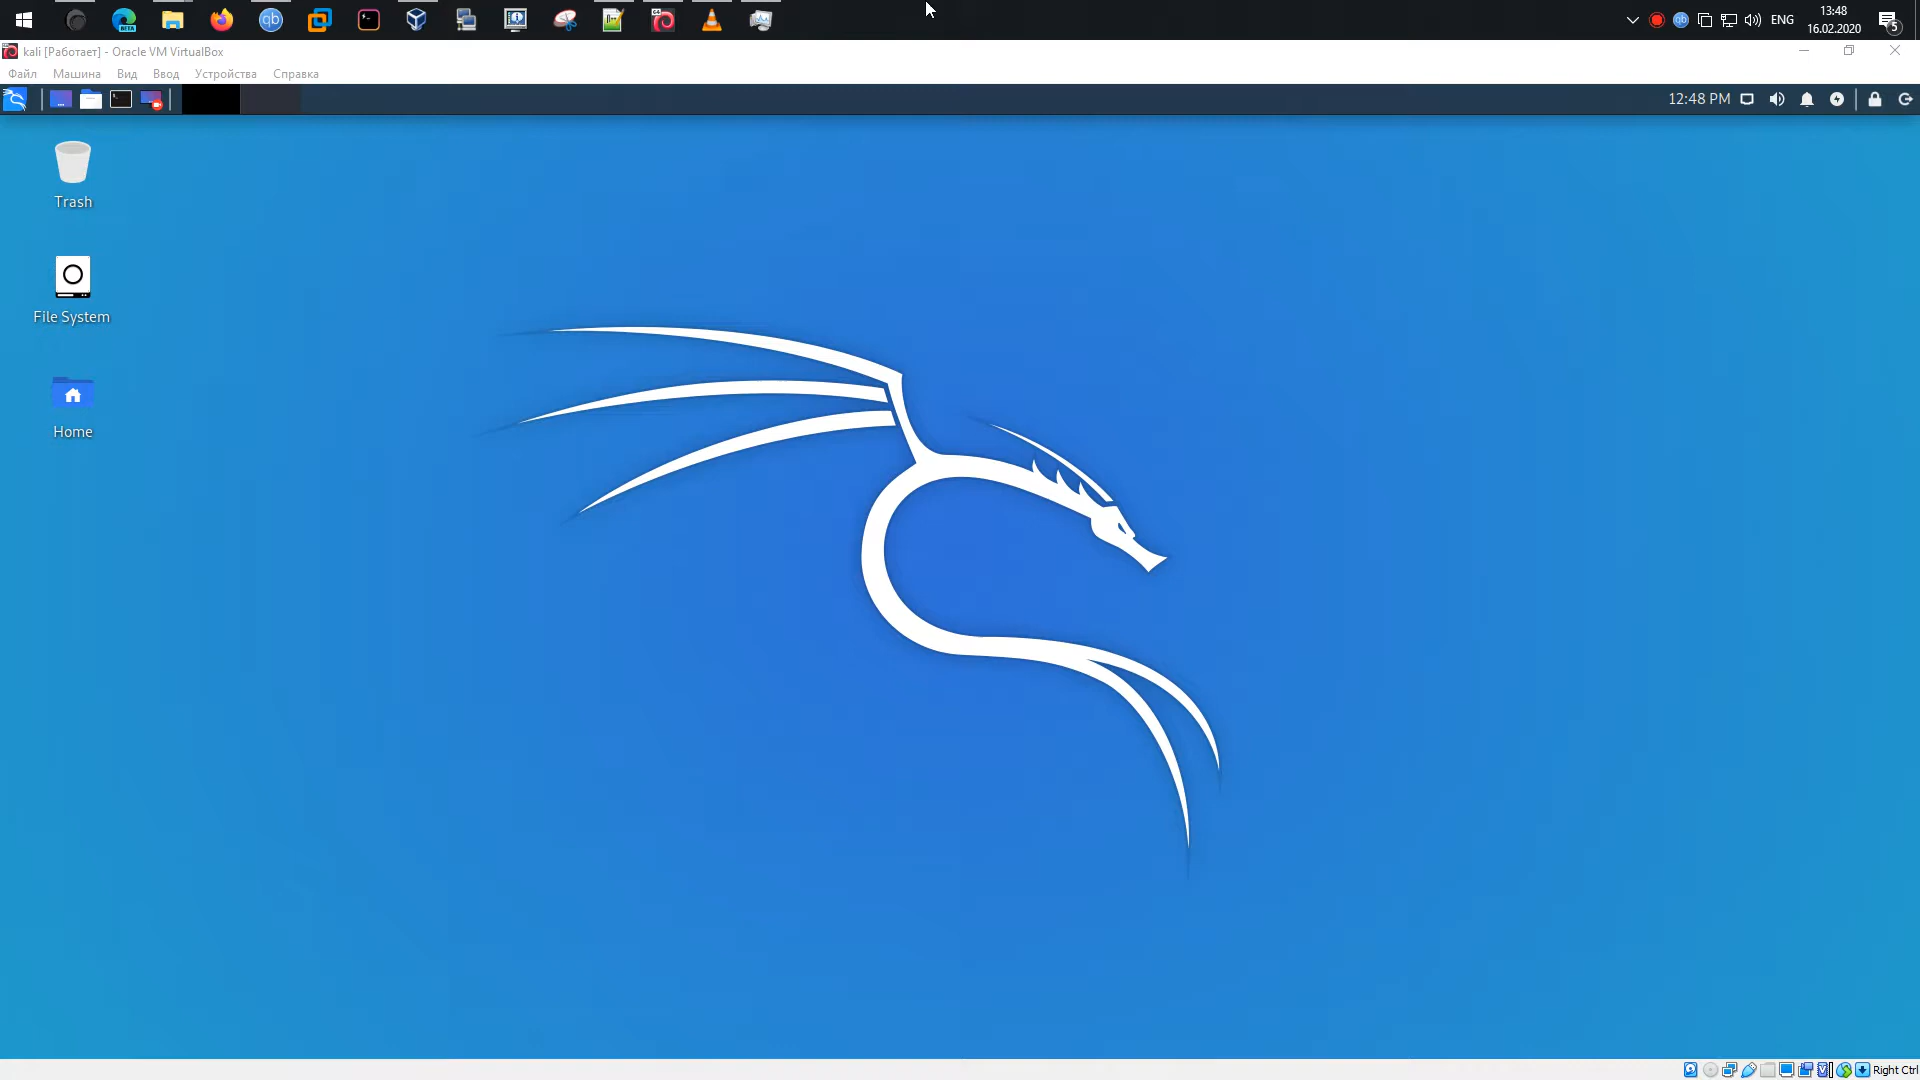 13:48
ENG
16.02.2020
5
kali [Работает] - Oracle VM VirtualBox
Файл Машина Вид Ввод Устройства Справка
12:48 PM
Trash
File System
Home
Right Ctrl